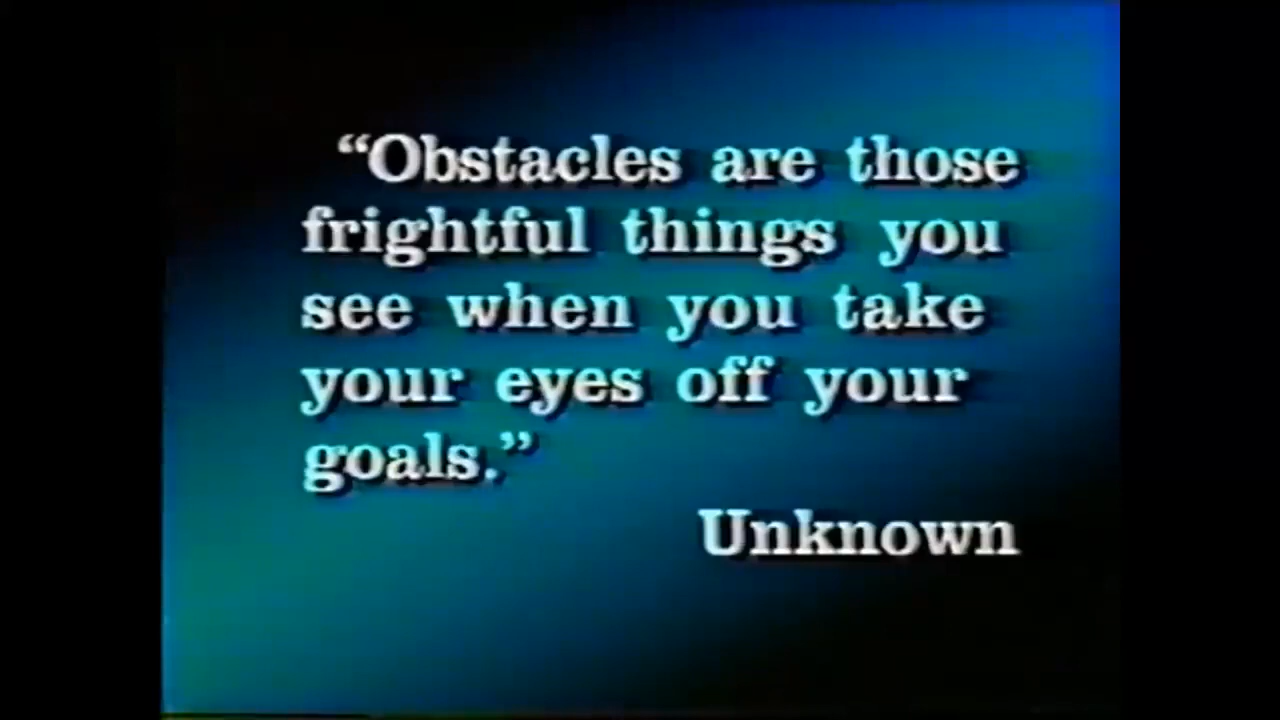 “Obstacles are those
frightful things you
see when you take
your eyes off your
goals.”
Unknown